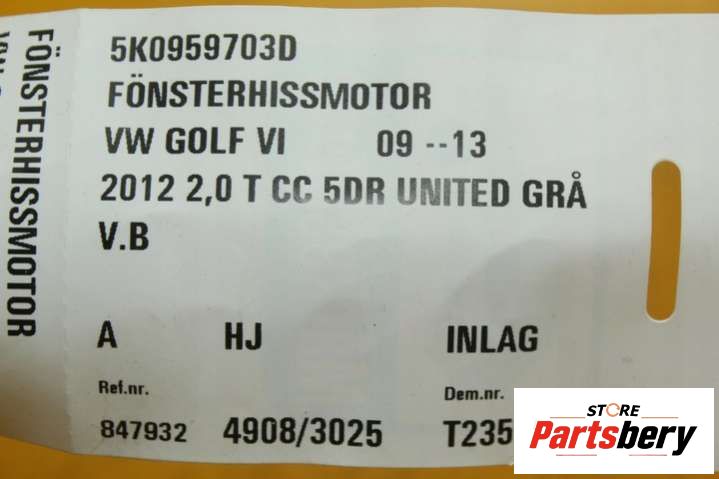 FÖNSTERHISSMOTOR
5K0959703D
FÖNSTERHISSMOTOR
VW GOLF VI 09 --13
2012 2,0 T CC 5DR UNITED GRÅ
V.B
A HJ INLAG
Ref.nr. Dem.nr.
847932 4908/3025 T235
STORE
Partsbery